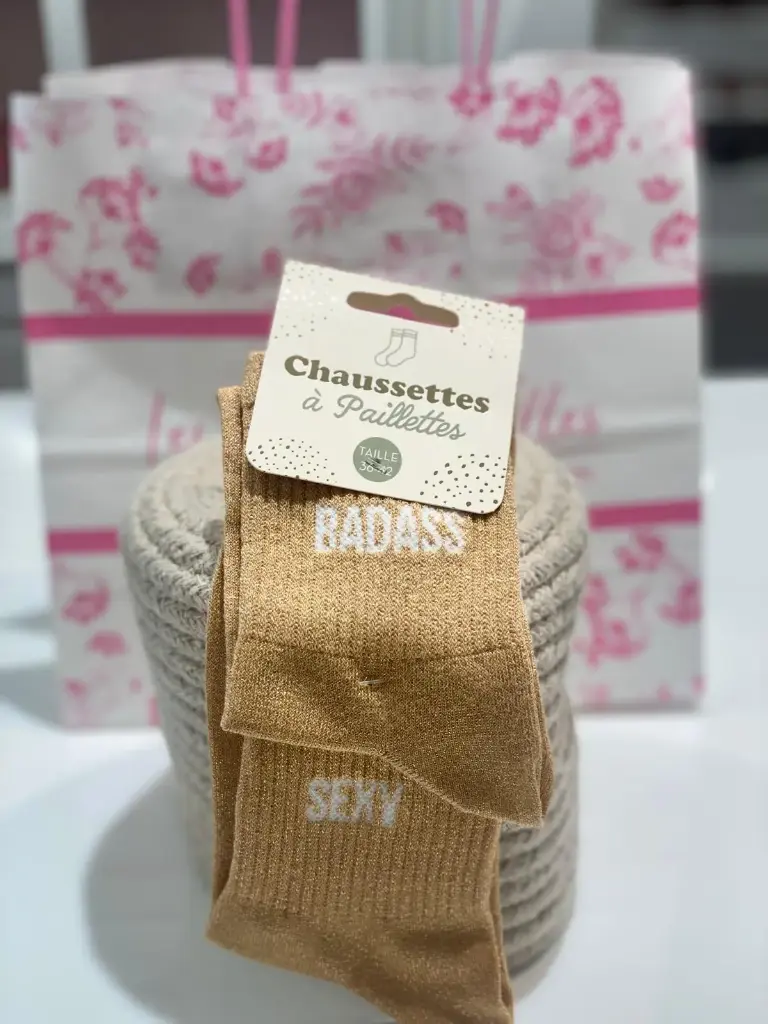 Chaussettes
à Paillettes
TAILLE
36-42
BADASS
SEXY